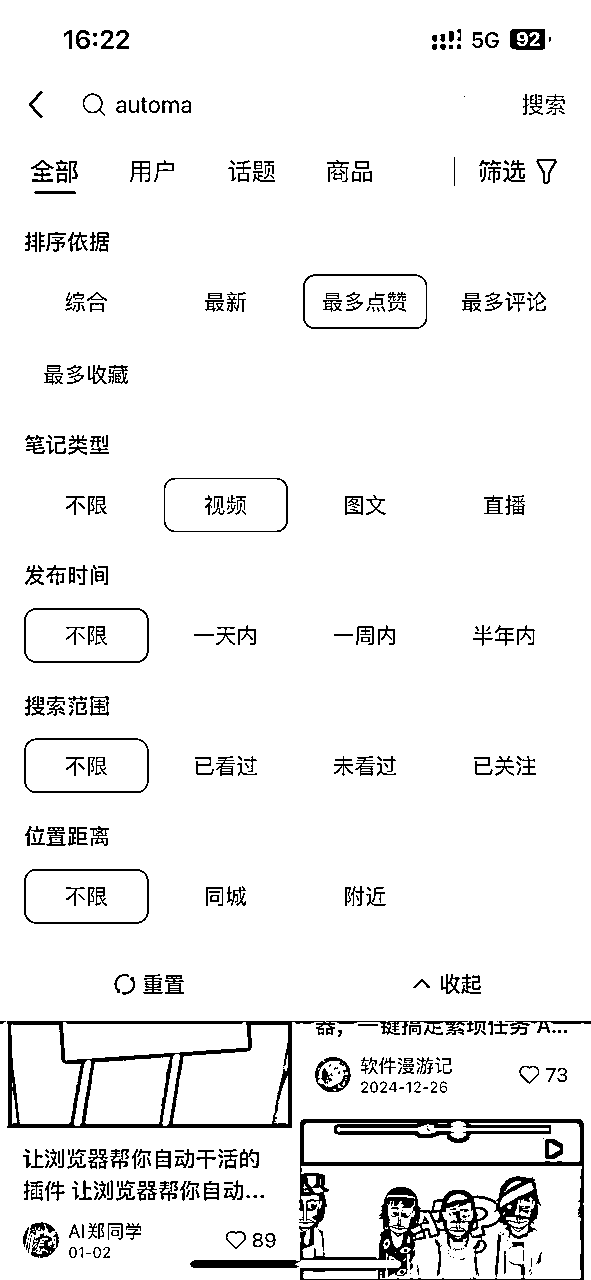 16:22 5G 92
automa 搜索
全部 用户 话题 商品 筛选
排序依据
综合 最新 最多点赞 最多评论
最多收藏
笔记类型
不限 视频 图文 直播
发布时间
不限 一天内 一周内 半年内
搜索范围
不限 已看过 未看过 已关注
位置距离
不限 同城 附近
重置 收起
器，一键搞定繁琐任务 A...
软件漫游记
2024-12-26
73
让浏览器帮你自动干活的
插件 让浏览器帮你自动...
AI郑同学
01-02
89